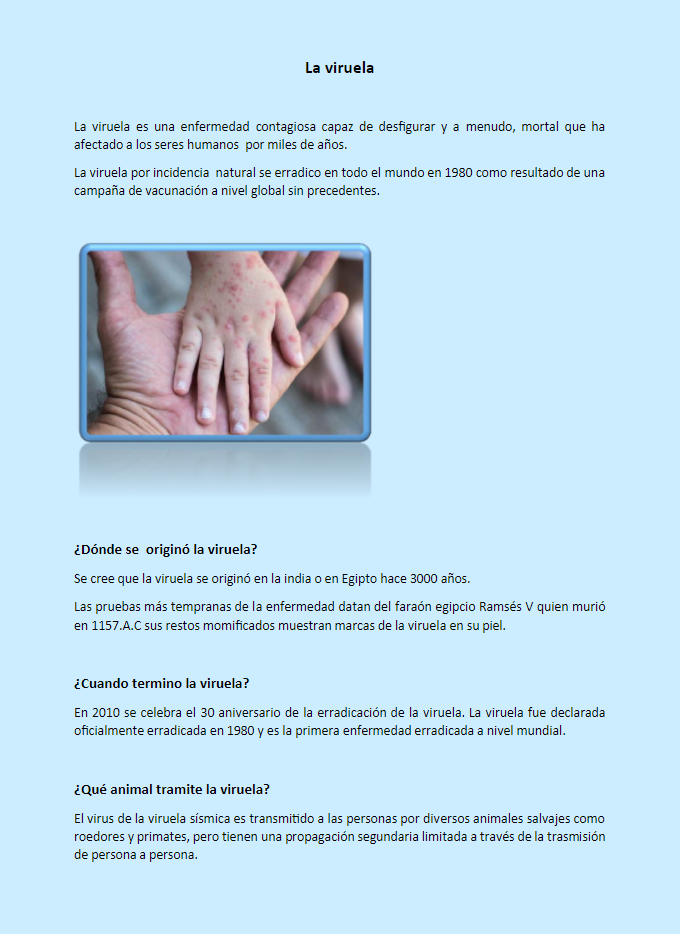 La viruela
La viruela es una enfermedad contagiosa capaz de desfigurar y a menudo, mortal que ha
afectado a los seres humanos  por miles de años.
La viruela por incidencia  natural se erradico en todo el mundo en 1980 como resultado de una
campaña de vacunación a nivel global sin precedentes.
¿Dónde se  originó la viruela?
Se cree que la viruela se originó en la india o en Egipto hace 3000 años.
Las pruebas más tempranas de la enfermedad datan del faraón egipcio Ramsés V quien murió
en 1157.A.C sus restos momificados muestran marcas de la viruela en su piel.
¿Cuando termino la viruela?
En 2010 se celebra el 30 aniversario de la erradicación de la viruela. La viruela fue declarada
oficialmente erradicada en 1980 y es la primera enfermedad erradicada a nivel mundial.
¿Qué animal tramite la viruela?
El virus de la viruela sísmica es transmitido a las personas por diversos animales salvajes como
roedores y primates, pero tienen una propagación segundaria limitada a través de la trasmisión
de persona a persona.